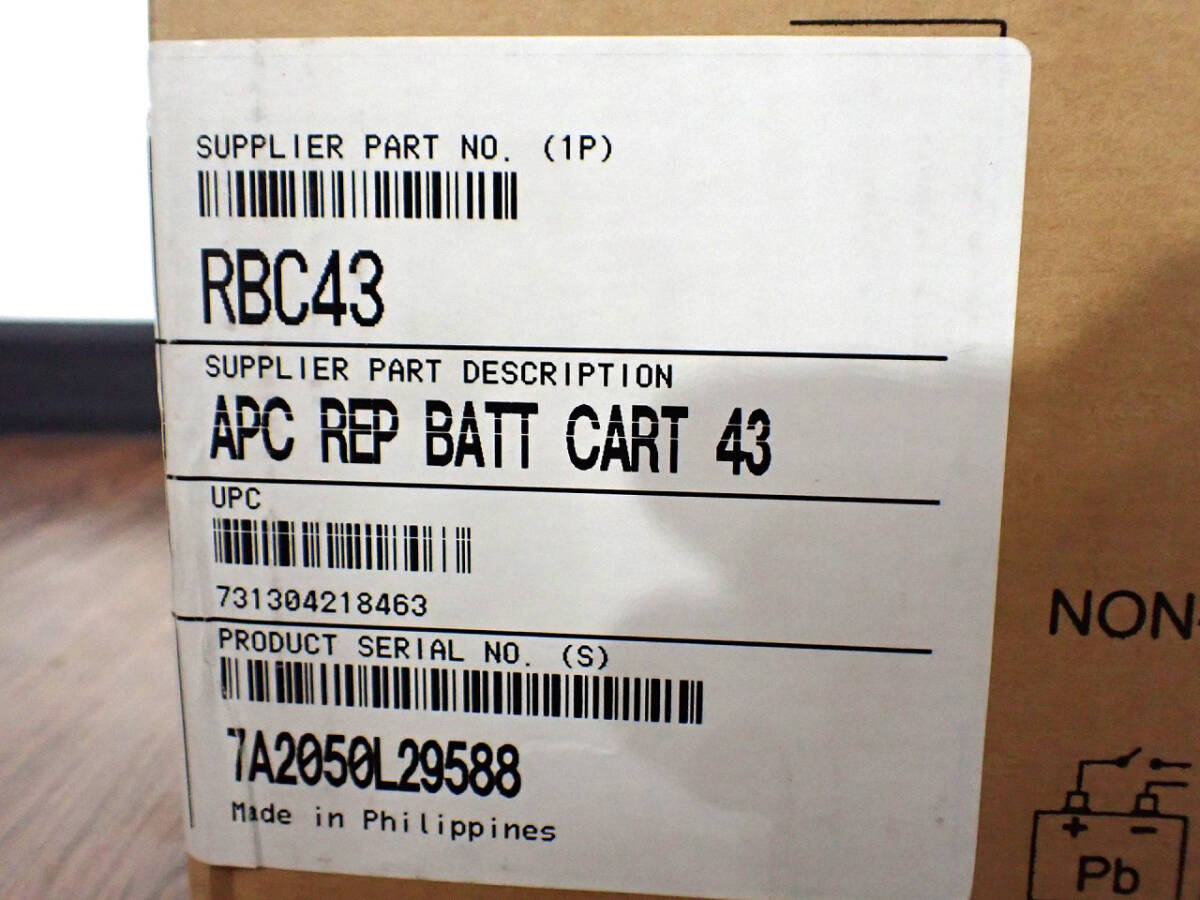 SUPPLIER PART NO. (1P)
RBC43
SUPPLIER PART DESCRIPTION
APC REP BATT CART 43
UPC
731304218463
PRODUCT SERIAL NO. (S)
7A2050L29588
Made in Philippines
NON-
+ -
Pb